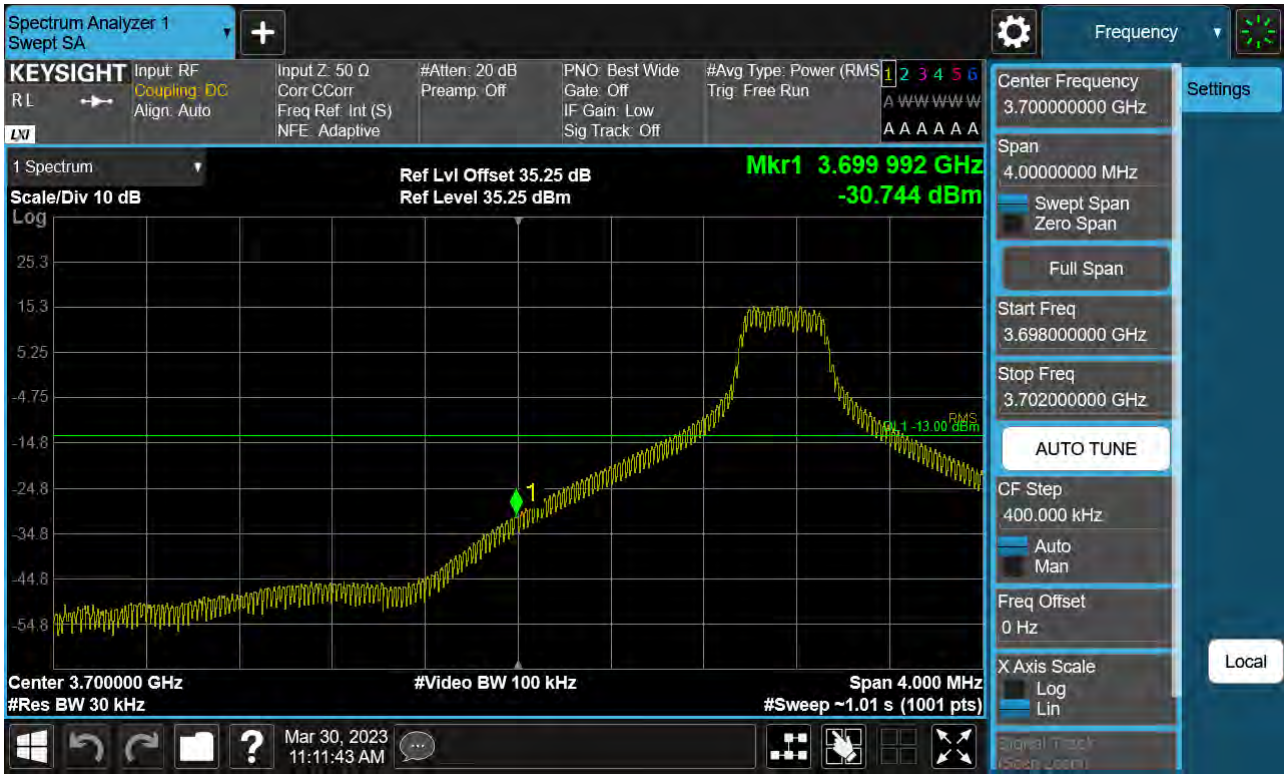 Spectrum Analyzer 1
Swept SA
Frequency
KEYSIGHT
RL
LXI
Input: RF
Coupling: DC
Align: Auto
Input Z: 50 Ω
Corr CCorr
Freq Ref: Int (S)
NFE: Adaptive
#Atten: 20 dB
Preamp: Off
PNO: Best Wide
Gate: Off
IF Gain: Low
Sig Track: Off
#Avg Type: Power (RMS
Trig: Free Run
1 2 3 4 5 6
A W W W W W
A A A A A A
1 Spectrum
Scale/Div 10 dB
Log
Ref Lvl Offset 35.25 dB
Ref Level 35.25 dBm
Mkr1 3.699 992 GHz
-30.744 dBm
25.3
15.3
5.25
-4.75
-14.8
-24.8
-34.8
-44.8
-54.8
1
RMS
DL1 -13.00 dBm
Center 3.700000 GHz
#Res BW 30 kHz
#Video BW 100 kHz
Span 4.000 MHz
#Sweep ~1.01 s (1001 pts)
Center Frequency
3.700000000 GHz
Settings
Span
4.00000000 MHz
Swept Span
Zero Span
Full Span
Start Freq
3.698000000 GHz
Stop Freq
3.702000000 GHz
AUTO TUNE
CF Step
400.000 kHz
Auto
Man
Freq Offset
0 Hz
X Axis Scale
Log
Lin
Local
Signal Track
(Span Zoom)
?
Mar 30, 2023
11:11:43 AM